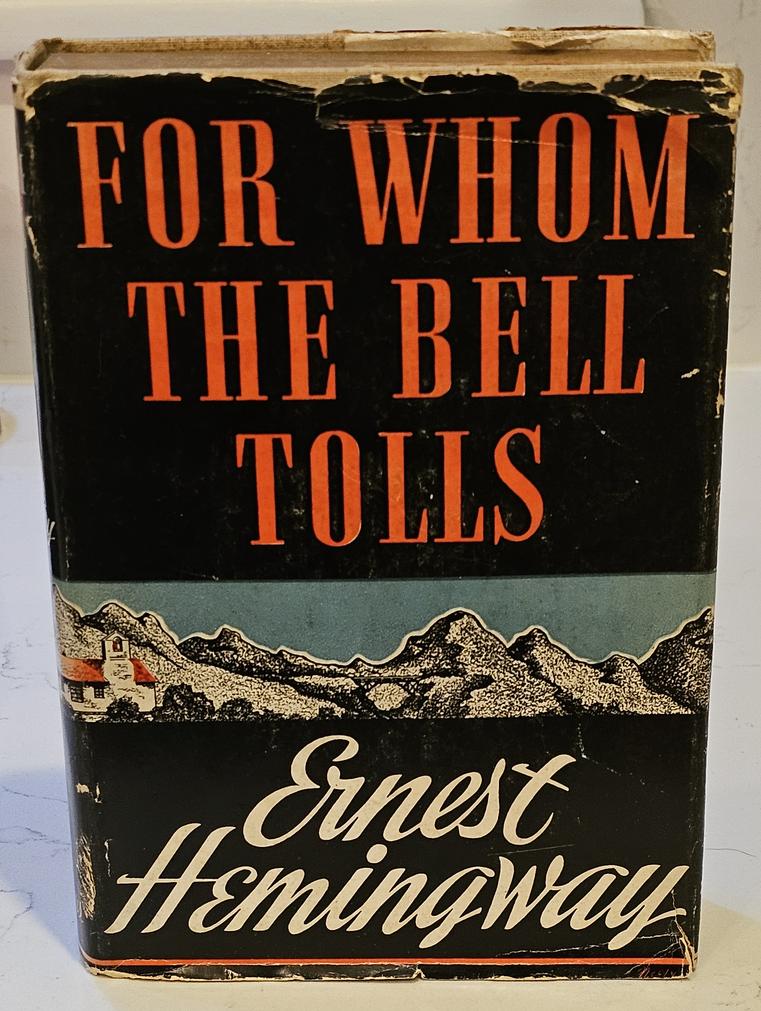 FOR WHOM
THE BELL
TOLLS
Ernest
Hemingway